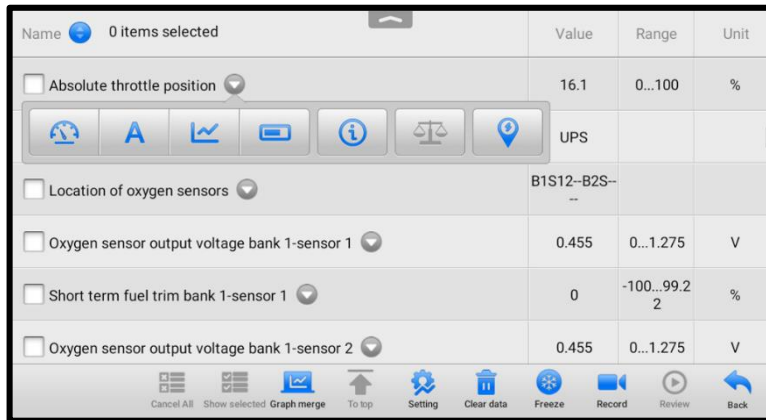 Name 0 items selected Value Range Unit
Absolute throttle position 16.1 0...100 %
A
UPS
Location of oxygen sensors B1S12--B2S--
--
Oxygen sensor output voltage bank 1-sensor 1 0.455 0...1.275 V
Short term fuel trim bank 1-sensor 1 0 -100...99.2
2 %
Oxygen sensor output voltage bank 1-sensor 2 0.455 0...1.275 V
Cancel All Show selected Graph merge To top Setting Clear data Freeze Record Review Back